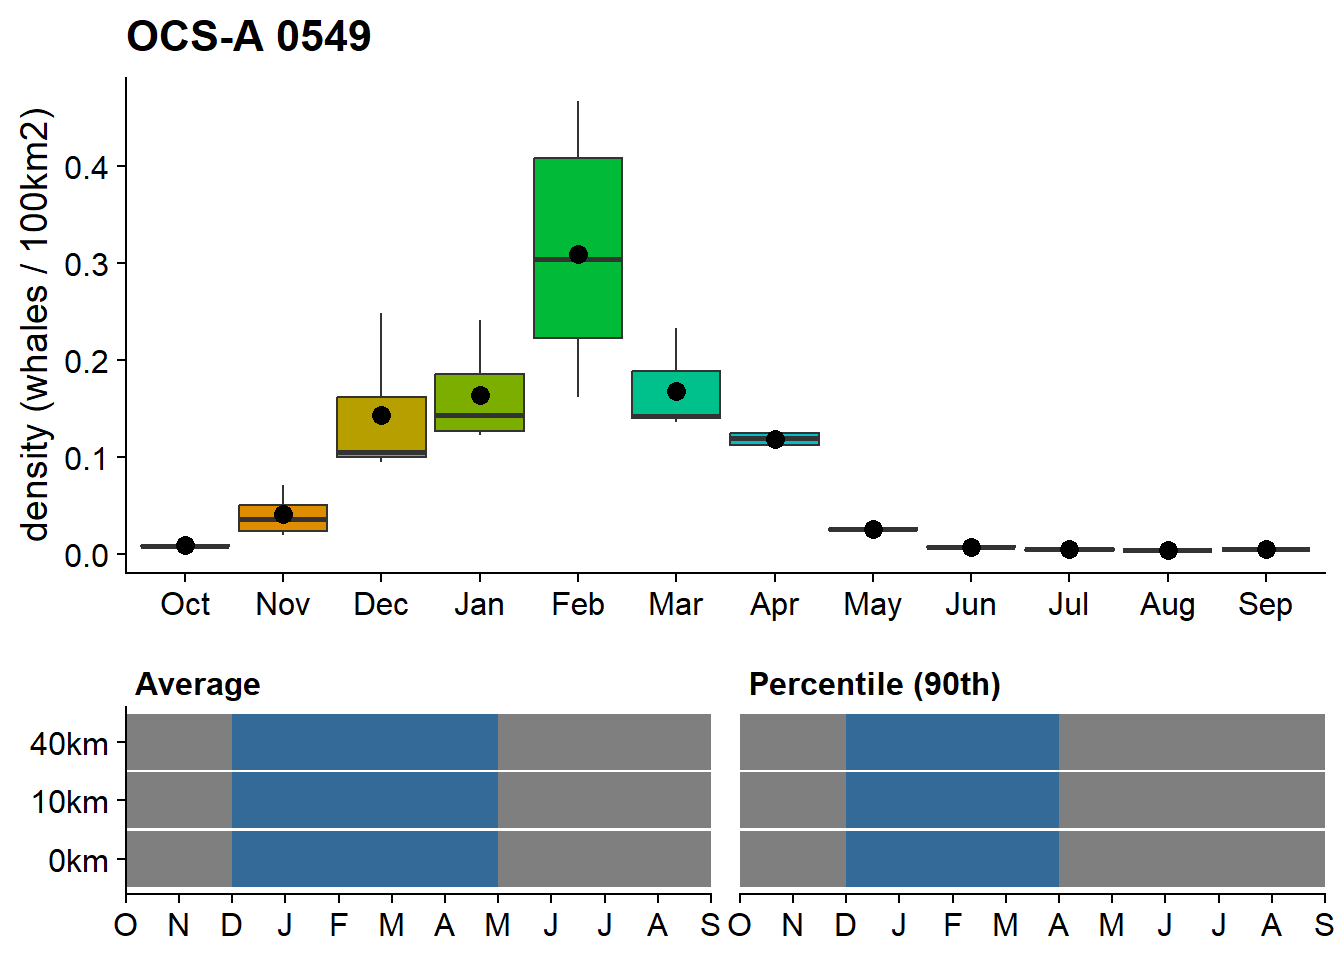 OCS-A 0549
density (whales / 100km2)
0.4
0.3
0.2
0.1
0.0
Oct Nov Dec Jan Feb Mar Apr May Jun Jul Aug Sep
Average
Percentile (90th)
40km
10km
0km
O N D J F M A M J J A S
O N D J F M A M J J A S